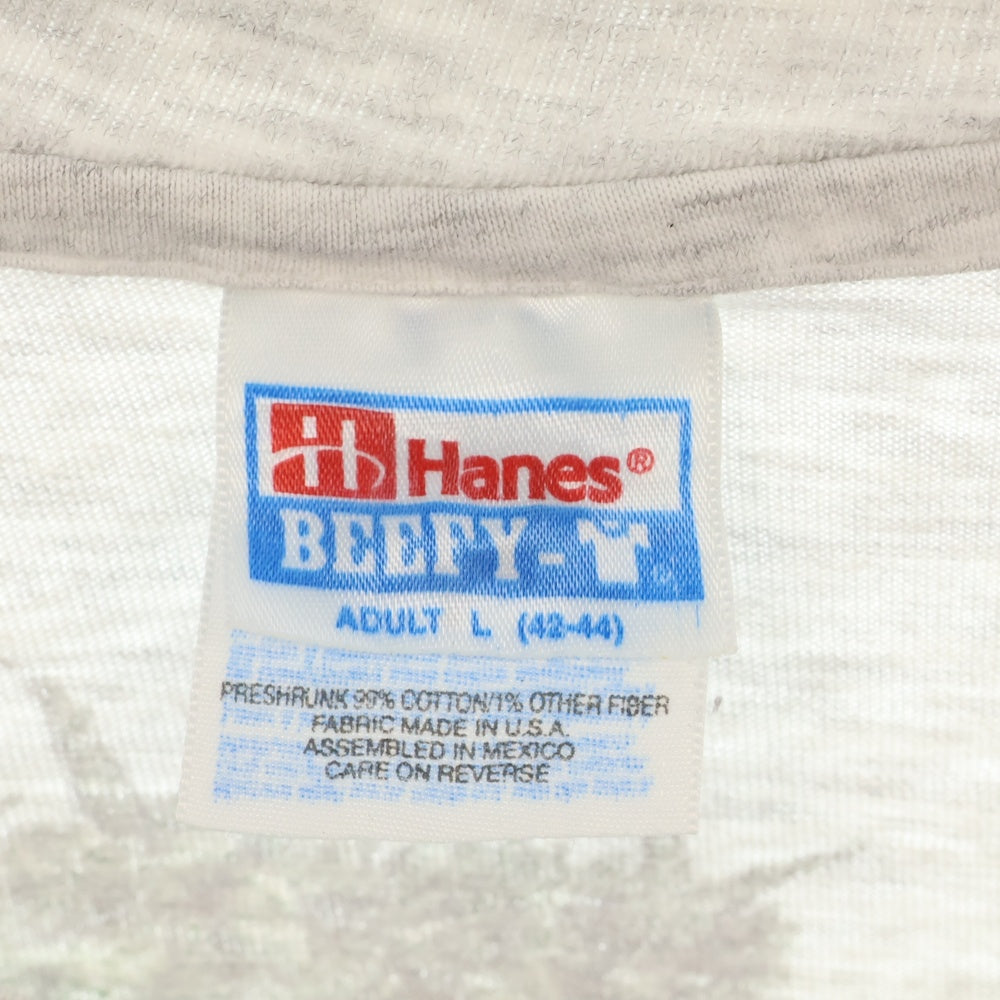 Hanes®
BEEFY-
ADULT L (42-44)
PRESHRUNK 99% COTTON/1% OTHER FIBER
FABRIC MADE IN U.S.A.
ASSEMBLED IN MEXICO
CARE ON REVERSE